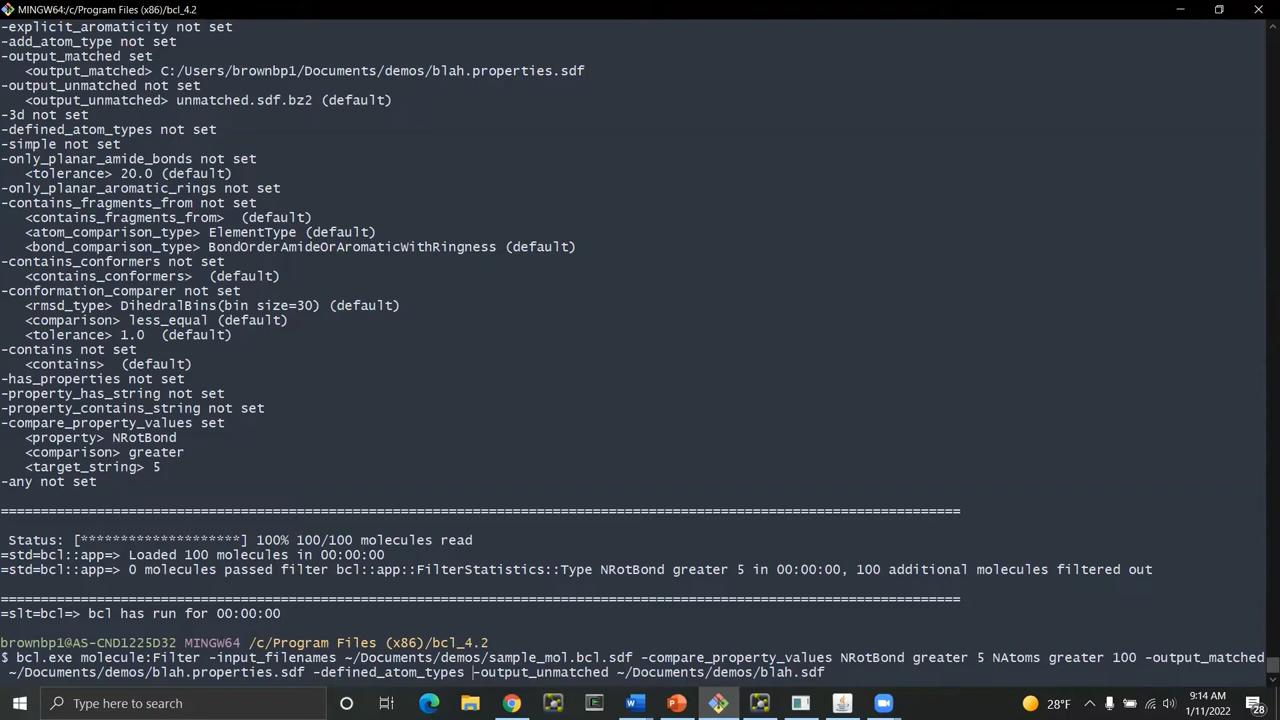 MINGW64:/c/Program Files (x86)/bcl_4.2
-explicit_aromaticity not set
-add_atom_type not set
-output_matched set
<output_matched> C:/Users/brownbp1/Documents/demos/blah.properties.sdf
-output_unmatched not set
<output_unmatched> unmatched.sdf.bz2 (default)
-3d not set
-defined_atom_types not set
-simple not set
-only_planar_amide_bonds not set
<tolerance> 20.0 (default)
-only_planar_aromatic_rings not set
-contains_fragments_from not set
<contains_fragments_from>  (default)
<atom_comparison_type> ElementType (default)
<bond_comparison_type> BondOrderAmideOrAromaticWithRingness (default)
-contains_conformers not set
<contains_conformers>  (default)
-conformation_comparer not set
<rmsd_type> DihedralBins(bin size=30) (default)
<comparison> less_equal (default)
<tolerance> 1.0  (default)
-contains not set
<contains>  (default)
-has_properties not set
-property_has_string not set
-property_contains_string not set
-compare_property_values set
<property> NRotBond
<comparison> greater
<target_string> 5
-any not set
========================================================================================================================
Status: [********************] 100% 100/100 molecules read
=std=bcl::app=> Loaded 100 molecules in 00:00:00
=std=bcl::app=> 0 molecules passed filter bcl::app::FilterStatistics::Type NRotBond greater 5 in 00:00:00, 100 additional molecules filtered out
========================================================================================================================
=slt=bcl=> bcl has run for 00:00:00
brownbp1@AS-CND1225D32 MINGW64 /c/Program Files (x86)/bcl_4.2
$ bcl.exe molecule:Filter -input_filenames ~/Documents/demos/sample_mol.bcl.sdf -compare_property_values NRotBond greater 5 NAtoms greater 100 -output_matched
~/Documents/demos/blah.properties.sdf -defined_atom_types -output_unmatched ~/Documents/demos/blah.sdf
Type here to search
28°F
9:14 AM
1/11/2022
28